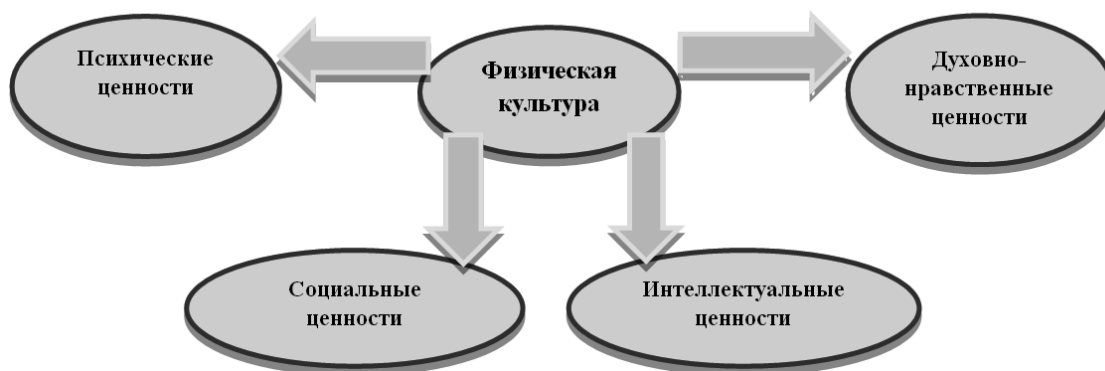 Психические
ценности
Физическая
культура
Духовно-
нравственные
ценности
Социальные
ценности
Интеллектуальные
ценности